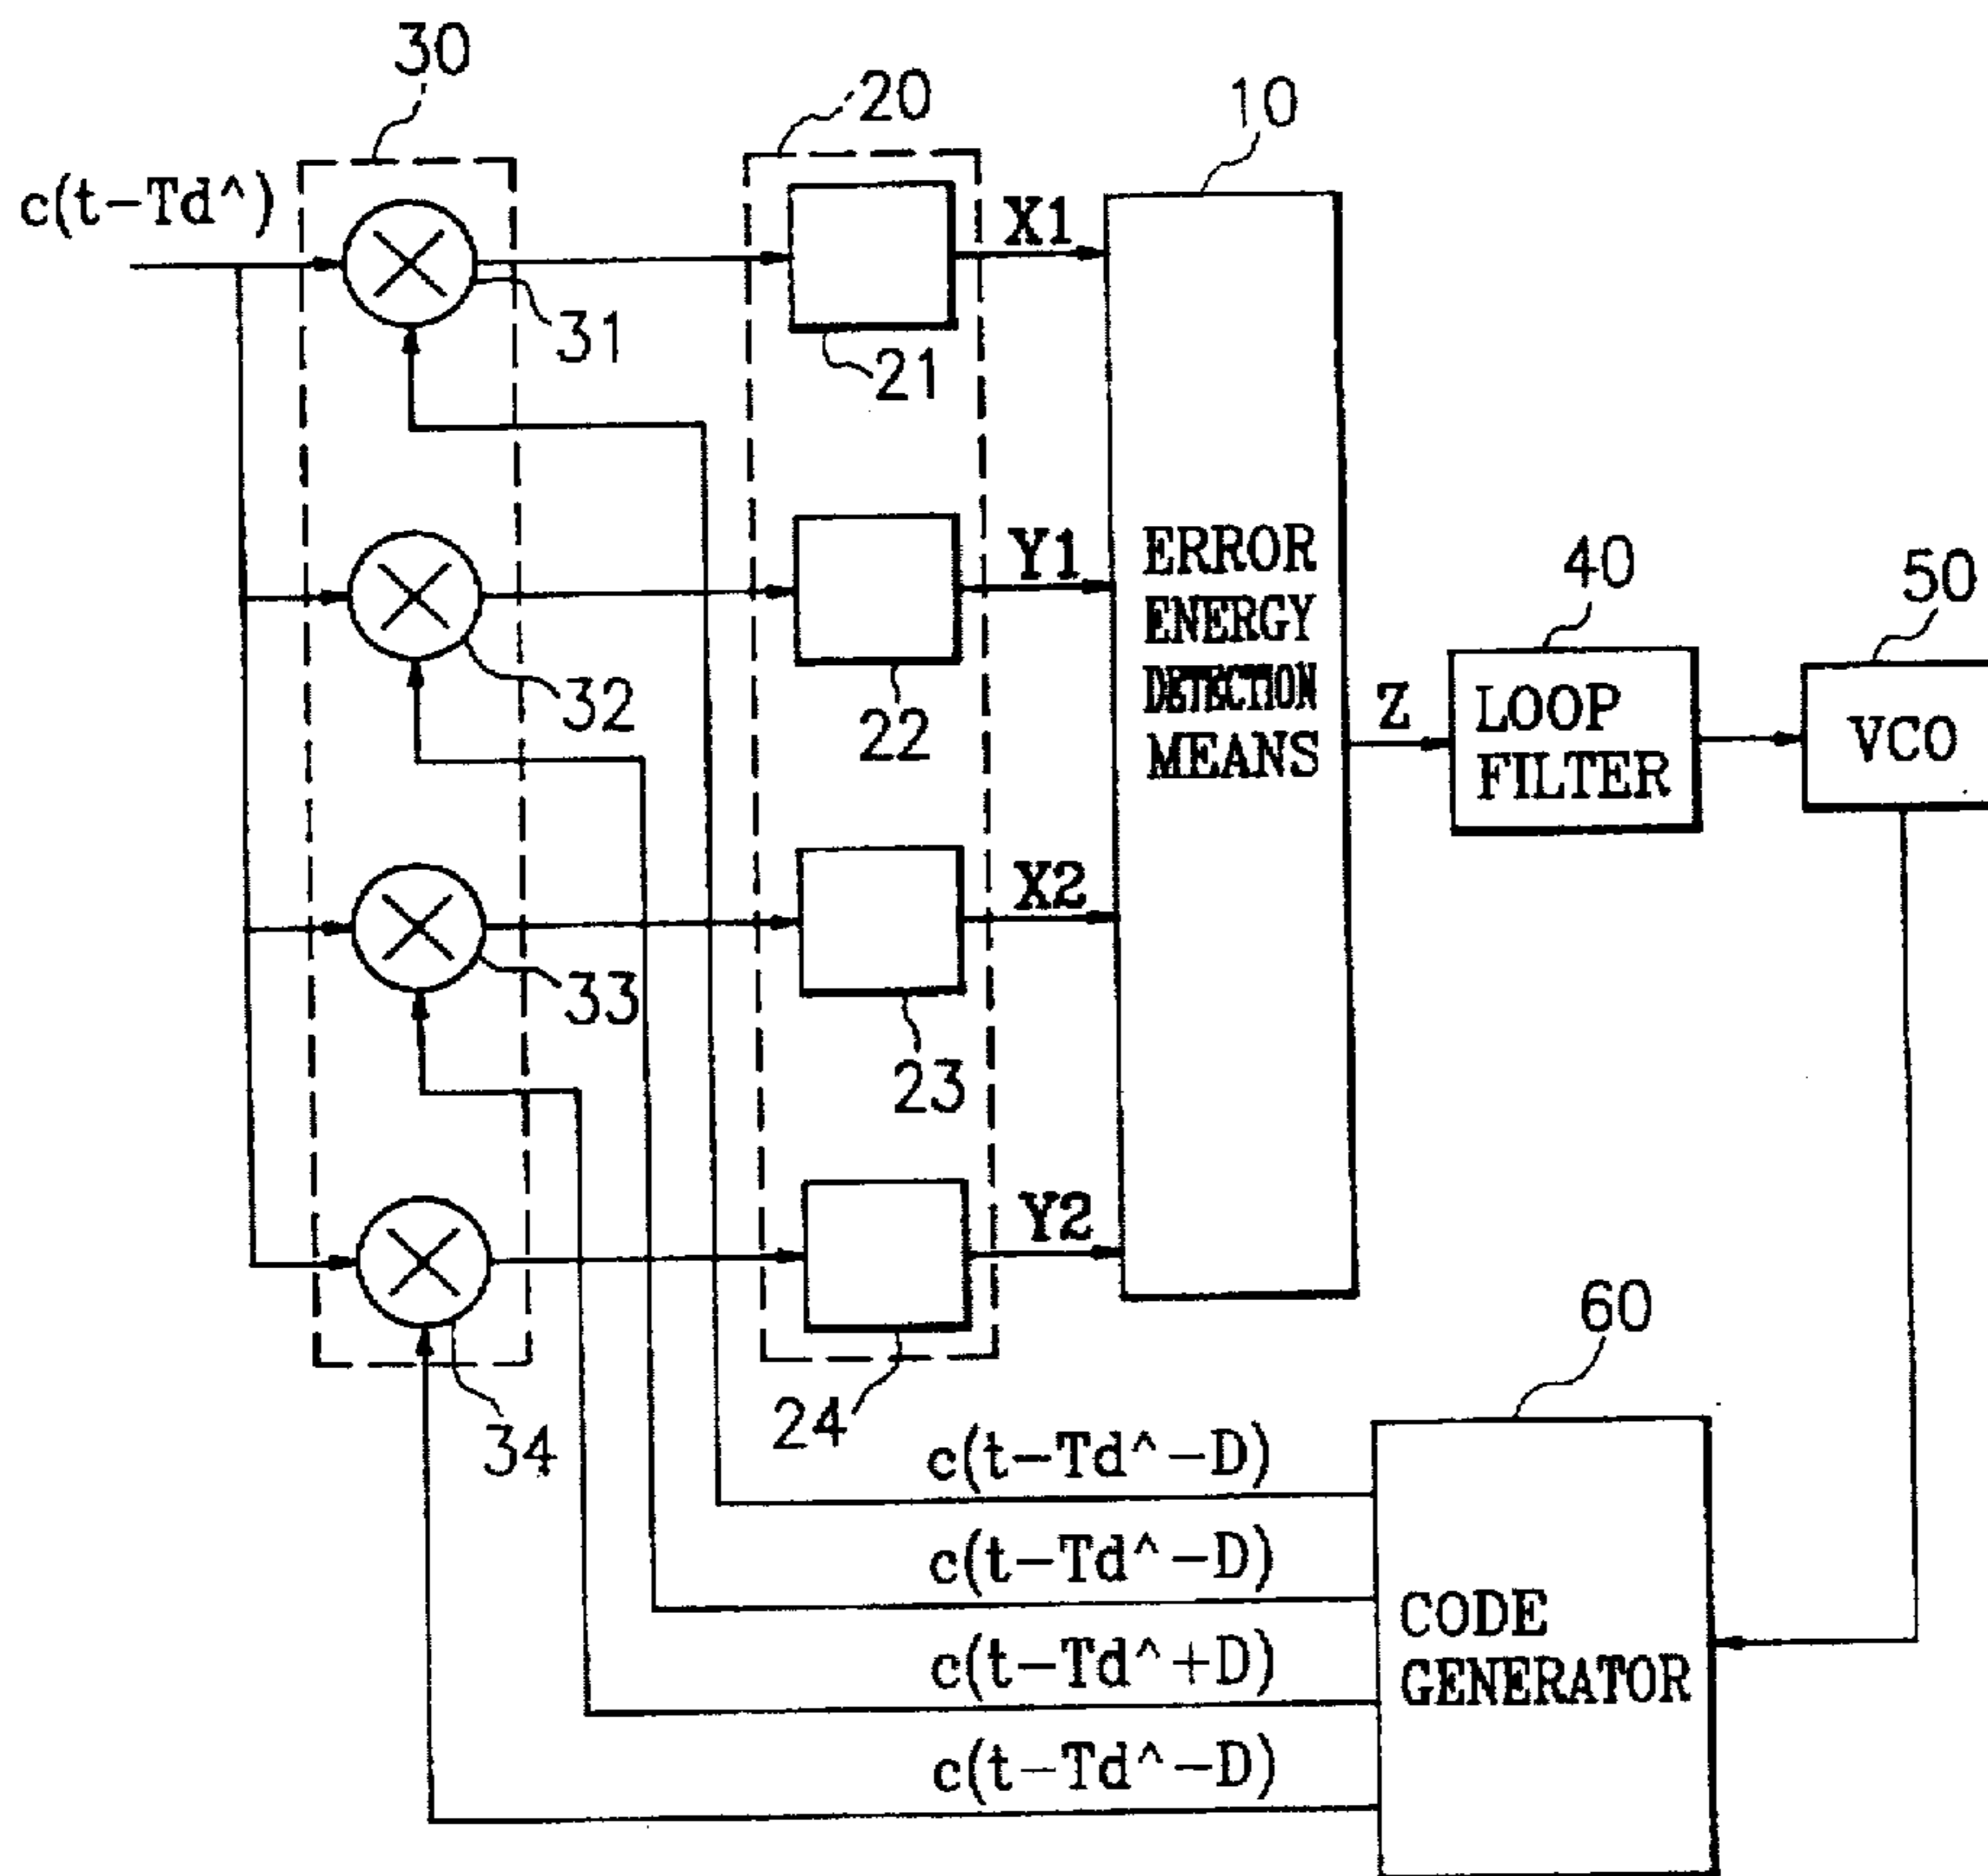 30
20
10
c(t-Td^)
X1
31
21
Y1
ERROR
ENERGY
DETECTION
MEANS
32
22
Z
40
LOOP
FILTER
50
VCO
X2
33
23
Y2
34
24
60
c(t-Td^-D)
c(t-Td^-D)
c(t-Td^+D)
c(t-Td^-D)
CODE
GENERATOR